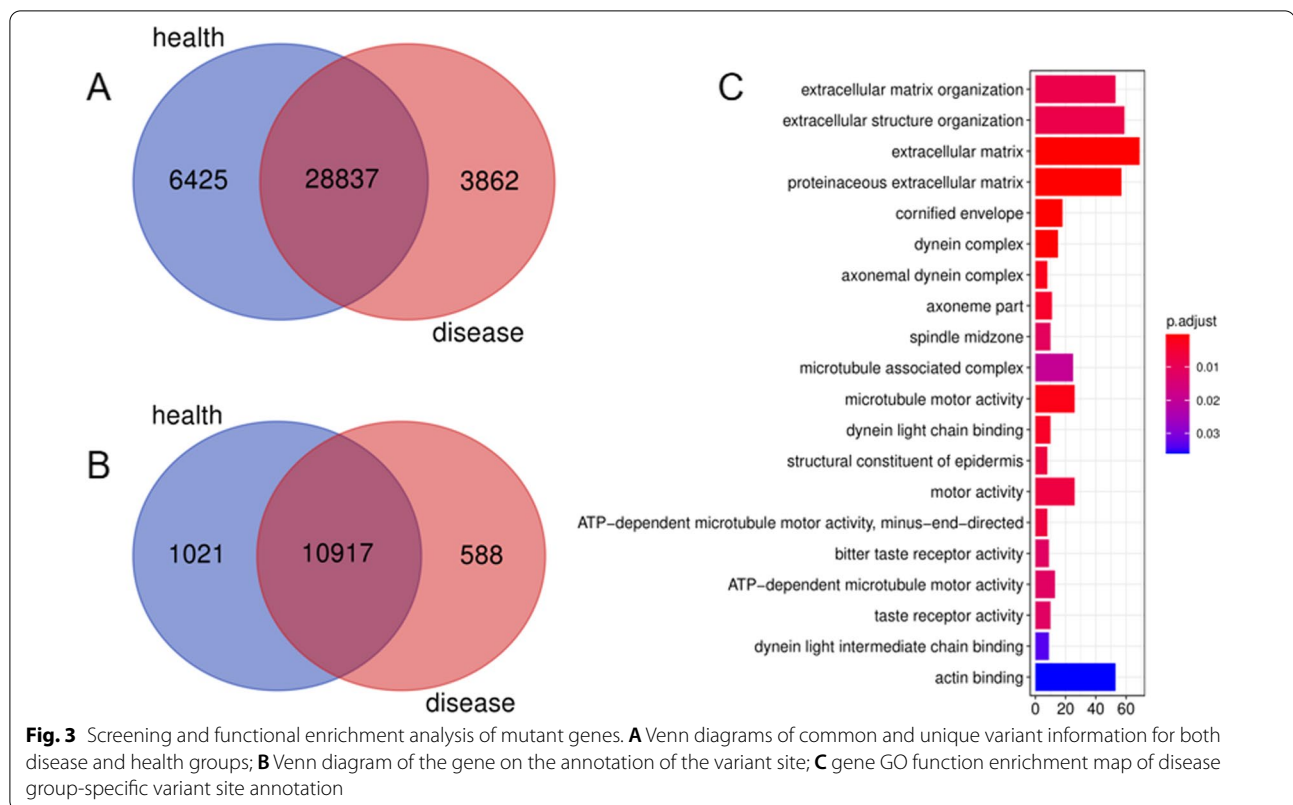 health
A
6425
28837
3862
disease
health
B
1021
10917
588
disease
C
extracellular matrix organization
extracellular structure organization
extracellular matrix
proteinaceous extracellular matrix
cornified envelope
dynein complex
axonemal dynein complex
axoneme part
spindle midzone
microtubule associated complex
microtubule motor activity
dynein light chain binding
structural constituent of epidermis
motor activity
ATP−dependent microtubule motor activity, minus−end−directed
bitter taste receptor activity
ATP−dependent microtubule motor activity
taste receptor activity
dynein light intermediate chain binding
actin binding
0 20 40 60
p.adjust
0.01
0.02
0.03
Fig. 3 Screening and functional enrichment analysis of mutant genes. A Venn diagrams of common and unique variant information for both
disease and health groups; B Venn diagram of the gene on the annotation of the variant site; C gene GO function enrichment map of disease
group-specific variant site annotation